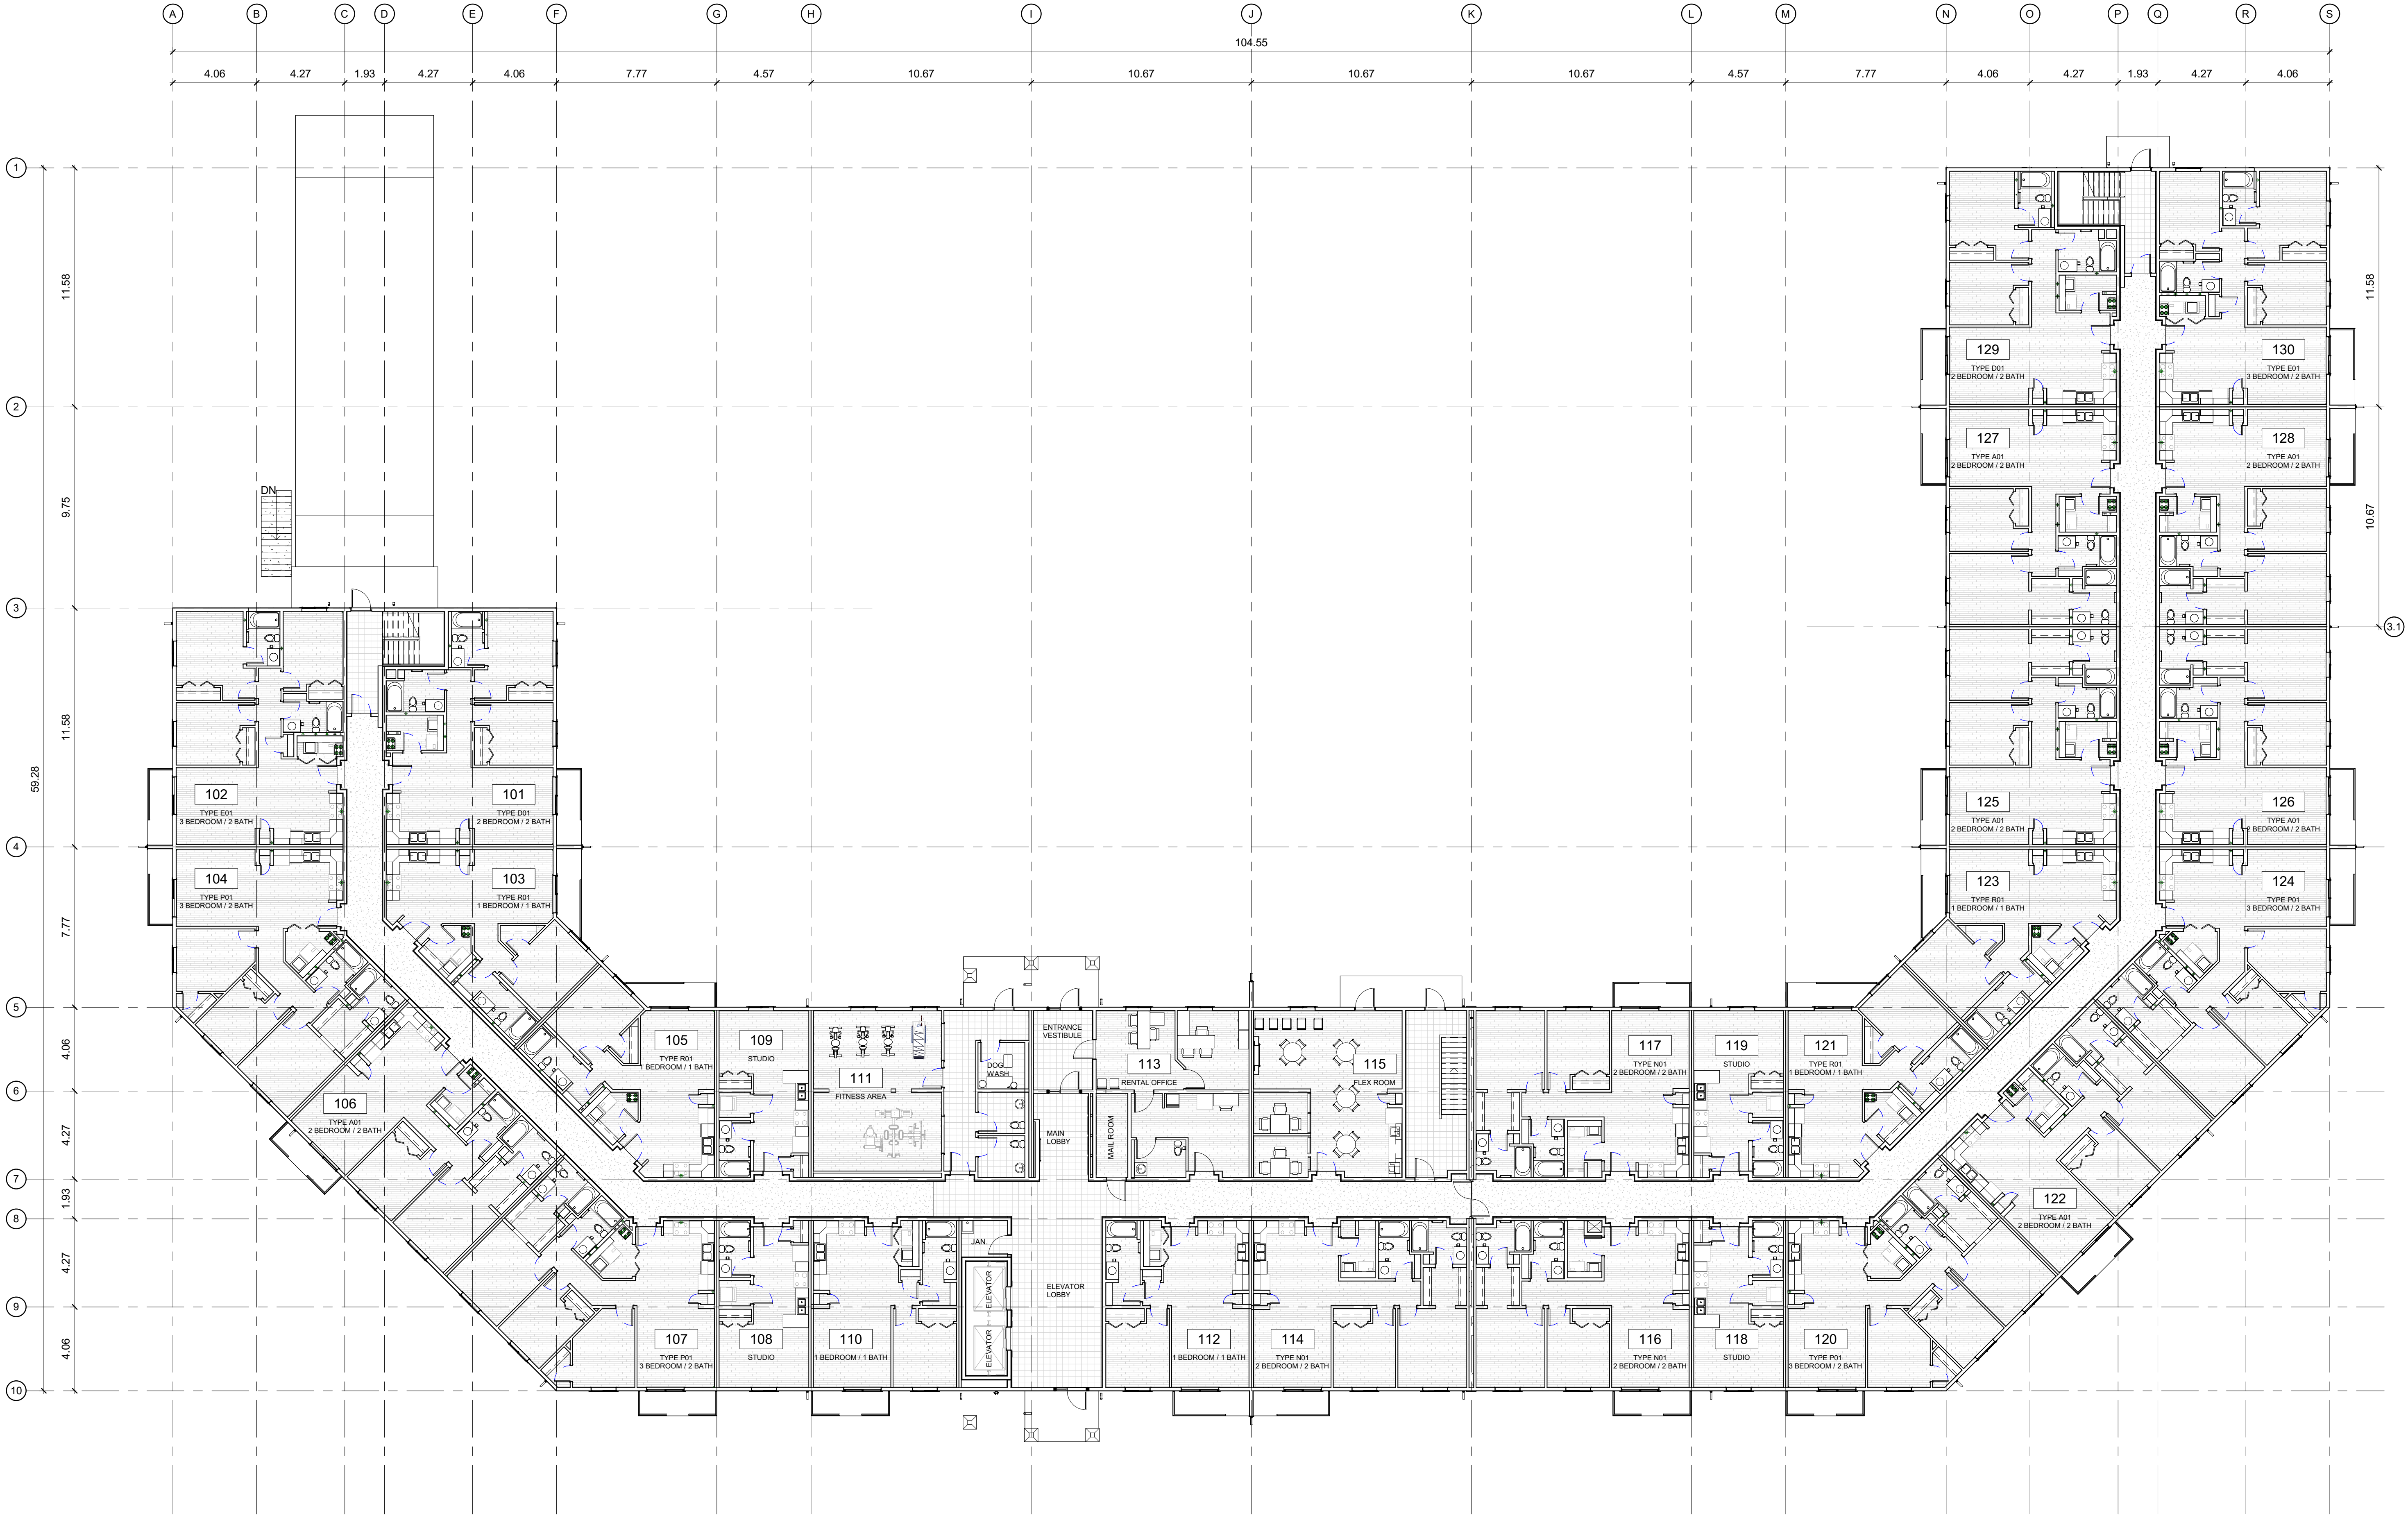 A B C D E F G H I J K L M N O P Q R S
104.55
4.06 4.27 1.93 4.27 4.06 7.77 4.57 10.67 10.67 10.67 10.67 4.57 7.77 4.06 4.27 1.93 4.27 4.06
1
11.58
11.58
129
TYPE D01
2 BEDROOM / 2 BATH
130
TYPE E01
3 BEDROOM / 2 BATH
2
127
TYPE A01
2 BEDROOM / 2 BATH
128
TYPE A01
2 BEDROOM / 2 BATH
DN
9.75
10.67
3
3.1
11.58
59.28
102
TYPE E01
3 BEDROOM / 2 BATH
101
TYPE D01
2 BEDROOM / 2 BATH
125
TYPE A01
2 BEDROOM / 2 BATH
126
TYPE A01
2 BEDROOM / 2 BATH
4
104
TYPE P01
3 BEDROOM / 2 BATH
103
TYPE R01
1 BEDROOM / 1 BATH
123
TYPE R01
1 BEDROOM / 1 BATH
124
TYPE P01
3 BEDROOM / 2 BATH
7.77
5
4.06
105
TYPE R01
1 BEDROOM / 1 BATH
109
STUDIO
111
FITNESS AREA
DOG
WASH
ENTRANCE
VESTIBULE
113
RENTAL OFFICE
115
FLEX ROOM
117
TYPE N01
2 BEDROOM / 2 BATH
119
STUDIO
121
TYPE R01
1 BEDROOM / 1 BATH
6
106
TYPE A01
2 BEDROOM / 2 BATH
4.27
MAIN
LOBBY
MAIL ROOM
7
1.93
122
TYPE A01
2 BEDROOM / 2 BATH
8
4.27
JAN.
ELEVATOR
ELEVATOR
ELEVATOR
LOBBY
9
4.06
107
TYPE P01
3 BEDROOM / 2 BATH
108
STUDIO
110
1 BEDROOM / 1 BATH
112
1 BEDROOM / 1 BATH
114
TYPE N01
2 BEDROOM / 2 BATH
116
TYPE N01
2 BEDROOM / 2 BATH
118
STUDIO
120
TYPE P01
3 BEDROOM / 2 BATH
10